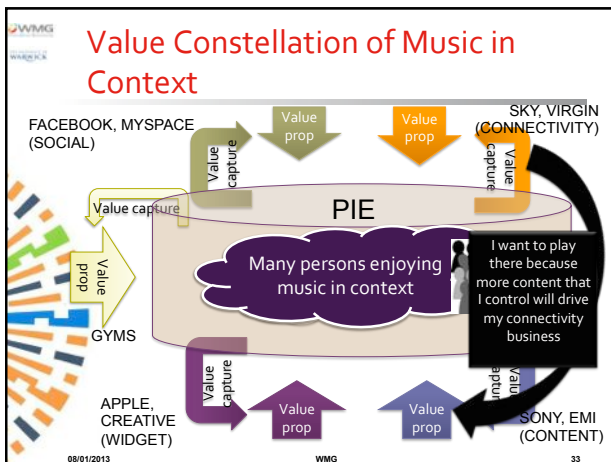 WMG
WARWICK
Value Constellation of Music in
Context
FACEBOOK, MYSPACE
(SOCIAL)
Value
prop
Value
prop
SKY, VIRGIN
(CONNECTIVITY)
Value
capture
Value
capture
Value capture
PIE
Value
prop
Many persons enjoying
music in context
I want to play
there because
more content that
I control will drive
my connectivity
business
GYMS
Value
capture
Value
capture
APPLE,
CREATIVE
(WIDGET)
Value
prop
Value
prop
SONY, EMI
(CONTENT)
08/01/2013
WMG
33